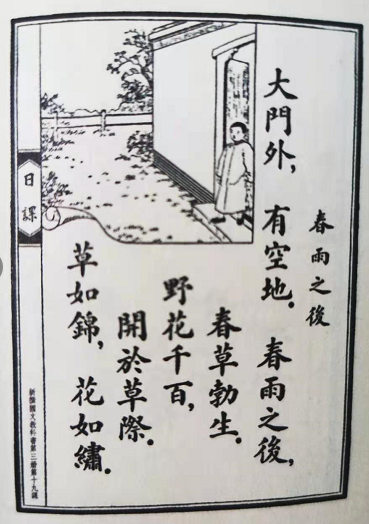 春雨之後
大門外，有空地。春雨之後，
春草勃生。
野花千百，
開於草際。
草如錦，花如繡。
日課
新撰國文教科書第三冊第十九課